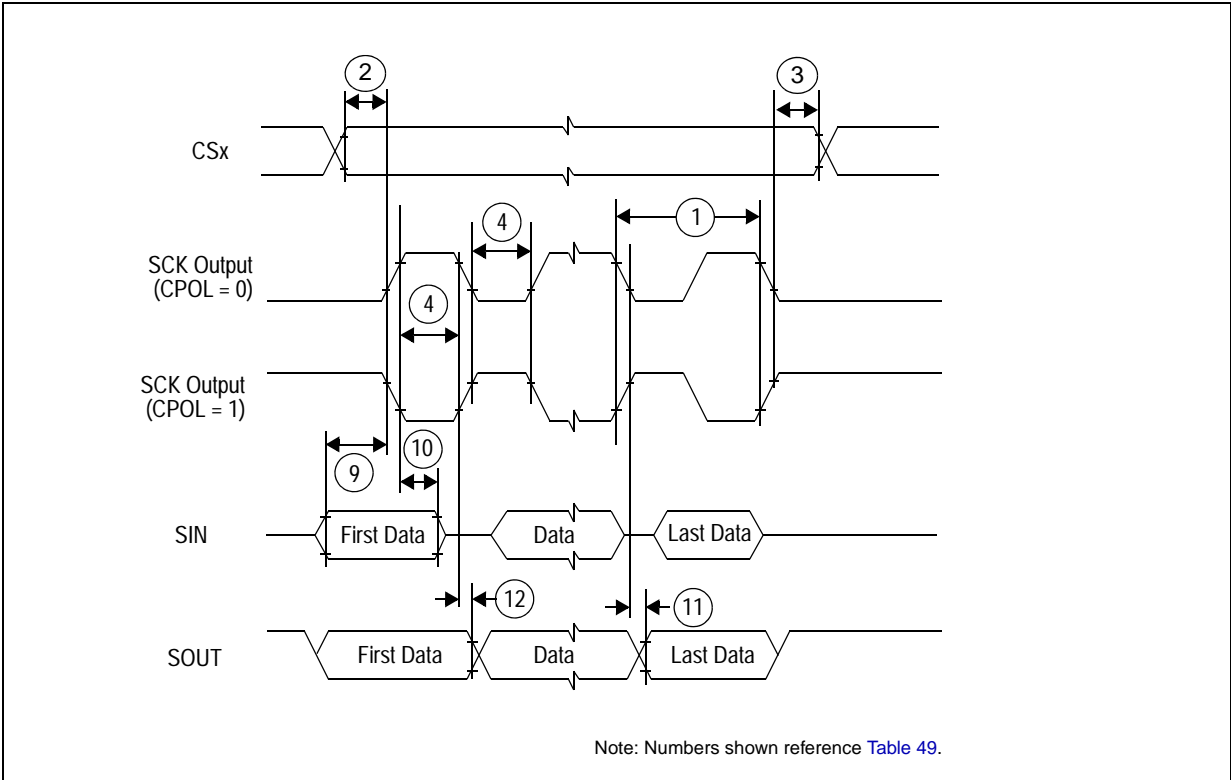 2
3
CSx
4
1
SCK Output
(CPOL = 0)
4
SCK Output
(CPOL = 1)
10
9
SIN
First Data
Data
Last Data
12
11
SOUT
First Data
Data
Last Data
Note: Numbers shown reference Table 49.